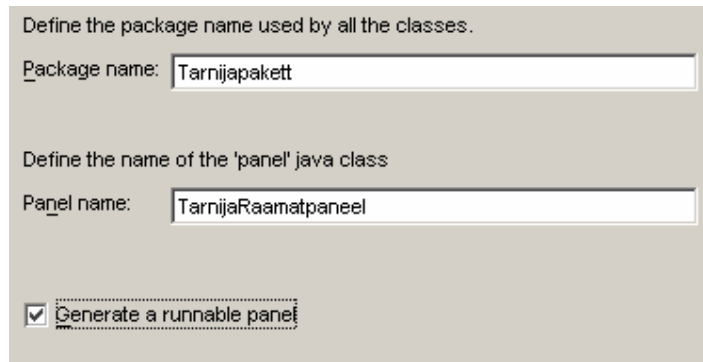 Define the package name used by all the classes.
Package name: Tarnijapakett
Define the name of the 'panel' java class
Panel name: TarnijaRaamatpaneel
Generate a runnable panel